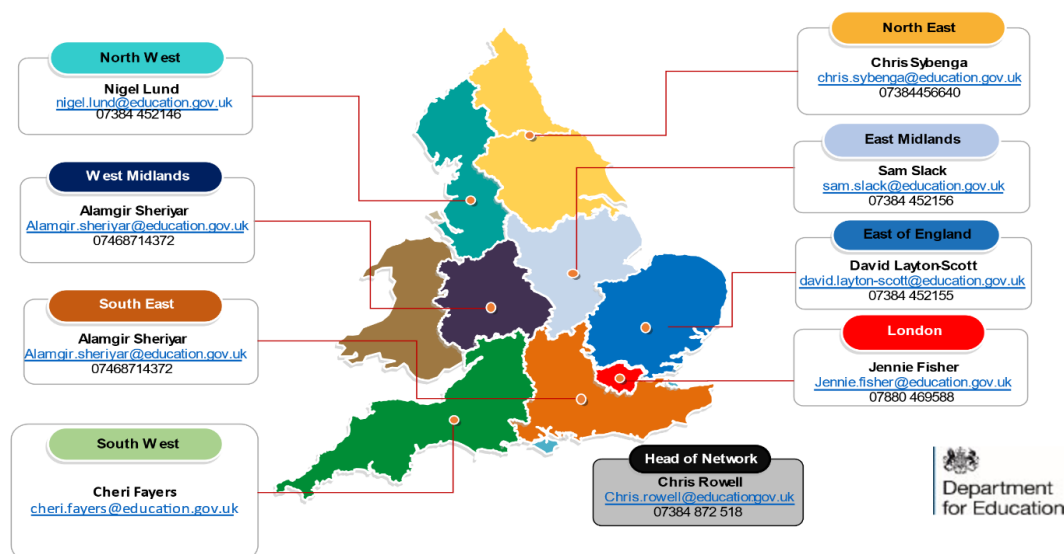 North West
Nigel Lund
nigel.lund@education.gov.uk
07384 452146
West Midlands
Alamgir Sheriyar
Alamgir.sheriyar@education.gov.uk
07468714372
South East
Alamgir Sheriyar
Alamgir.sheriyar@education.gov.uk
07468714372
South West
Cheri Fayers
cheri.fayers@education.gov.uk
North East
Chris Sybenga
chris.sybenga@education.gov.uk
07384456640
East Midlands
Sam Slack
sam.slack@education.gov.uk
07384 452156
East of England
David Layton-Scott
david.layton-scott@education.gov.uk
07384 452155
London
Jennie Fisher
Jennie.fisher@education.gov.uk
07880 469588
Head of Network
Chris Rowell
Chris.rowell@educationgov.uk
07384 872 518
Department
for Education